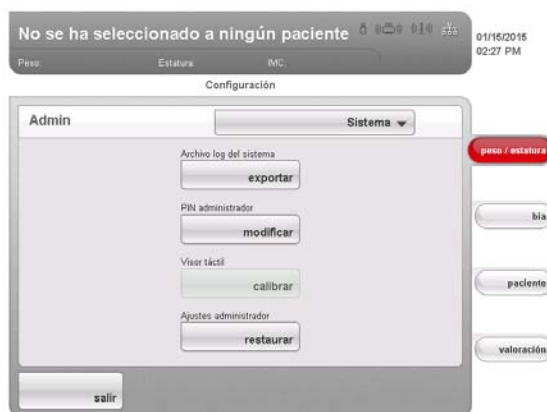 No se ha seleccionado a ningún paciente
01/15/2015
02:27 PM
Peso: Estatura: IMC:
Configuración
Admin
Sistema
Archivo log del sistema
exportar
PIN administrador
modificar
Visor táctil
calibrar
Ajustes administrador
restaurar
salir
peso / estatura
bia
paciente
valoración